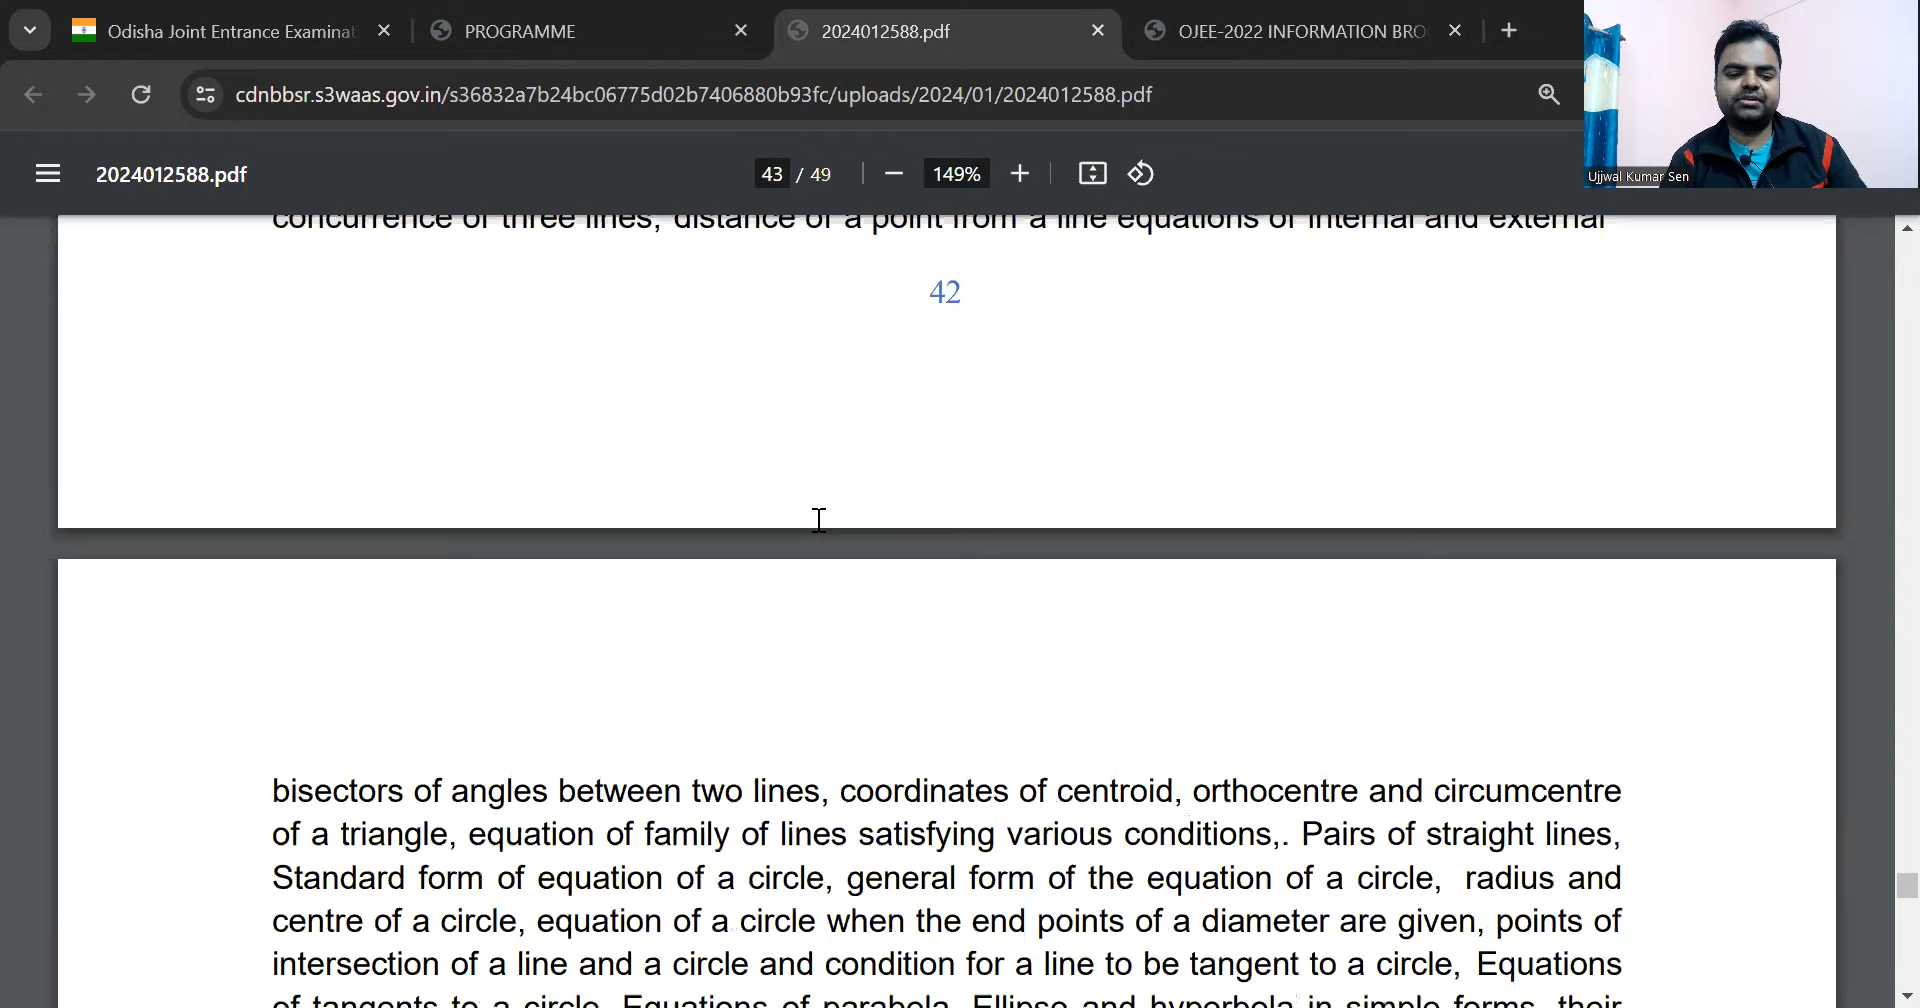 Odisha Joint Entrance Examinat
PROGRAMME
2024012588.pdf
OJEE-2022 INFORMATION BRO
cdnbbsr.s3waas.gov.in/s36832a7b24bc06775d02b7406880b93fc/uploads/2024/01/2024012588.pdf
2024012588.pdf
43 / 49
149%
Ujjwal Kumar Sen
concurrence of three lines, distance of a point from a line equations of internal and external
42
bisectors of angles between two lines, coordinates of centroid, orthocentre and circumcentre
of a triangle, equation of family of lines satisfying various conditions,. Pairs of straight lines,
Standard form of equation of a circle, general form of the equation of a circle, radius and
centre of a circle, equation of a circle when the end points of a diameter are given, points of
intersection of a line and a circle and condition for a line to be tangent to a circle, Equations
of tangents to a circle, Equations of parabola, Ellipse and hyperbola in simple forms, their